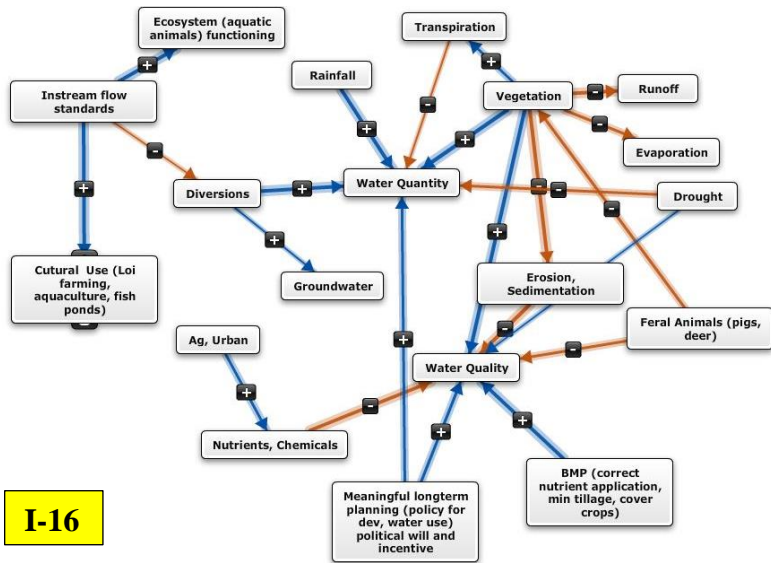 Ecosystem (aquatic
animals) functioning
Transpiration
Rainfall
Instream flow
standards
Vegetation
Runoff
Evaporation
Diversions
Water Quantity
Drought
Cutural Use (Loi
farming,
aquaculture, fish
ponds)
Groundwater
Erosion,
Sedimentation
Feral Animals (pigs,
deer)
Ag, Urban
Water Quality
Nutrients, Chemicals
BMP (correct
nutrient application,
min tillage, cover
crops)
Meaningful longterm
planning (policy for
dev, water use)
political will and
incentive
I-16